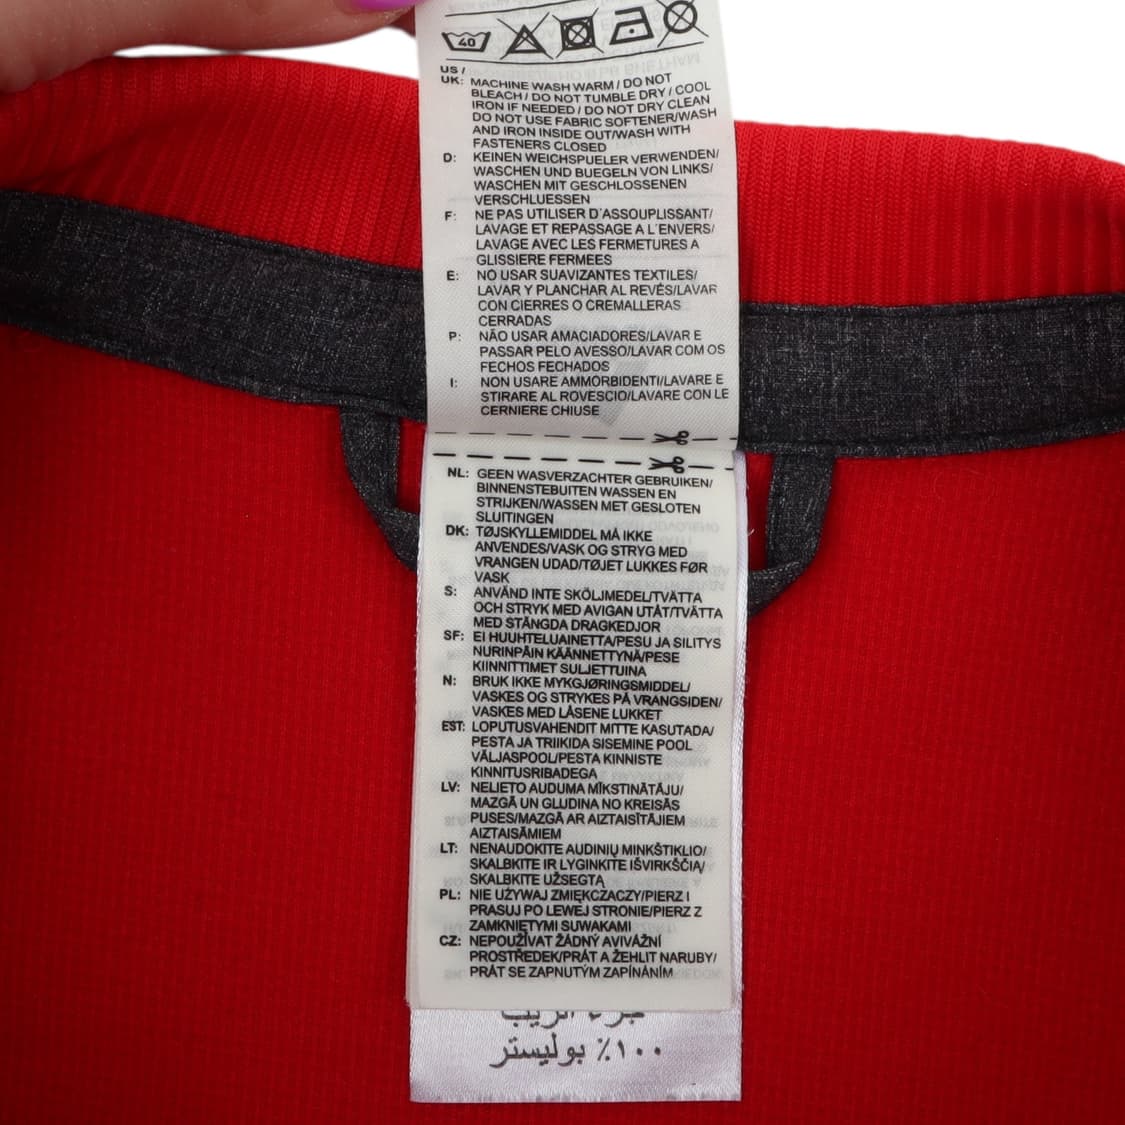 40
US /
UK: MACHINE WASH WARM / DO NOT
BLEACH / DO NOT TUMBLE DRY / COOL
IRON IF NEEDED / DO NOT DRY CLEAN
DO NOT USE FABRIC SOFTENER/WASH
AND IRON INSIDE OUT/WASH WITH
FASTENERS CLOSED
D: KEINEN WEICHSPUELER VERWENDEN/
WASCHEN UND BUEGELN VON LINKS/
WASCHEN MIT GESCHLOSSENEN
VERSCHLUESSEN
F: NE PAS UTILISER D'ASSOUPLISSANT/
LAVAGE ET REPASSAGE A L'ENVERS/
LAVAGE AVEC LES FERMETURES A
GLISSIERE FERMEES
E: NO USAR SUAVIZANTES TEXTILES/
LAVAR Y PLANCHAR AL REVÉS/LAVAR
CON CIERRES O CREMALLERAS
CERRADAS
P: NÃO USAR AMACIADORES/LAVAR E
PASSAR PELO AVESSO/LAVAR COM OS
FECHOS FECHADOS
I: NON USARE AMMORBIDENTI/LAVARE E
STIRARE AL ROVESCIO/LAVARE CON LE
CERNIERE CHIUSE
NL: GEEN WASVERZACHTER GEBRUIKEN/
BINNENSTEBUITEN WASSEN EN
STRIJKEN/WASSEN MET GESLOTEN
SLUITINGEN
DK: TØJSKYLLEMIDDEL MÅ IKKE
ANVENDES/VASK OG STRYG MED
VRANGEN UDAD/TØJET LUKKES FØR
VASK
S: ANVÄND INTE SKÖLJMEDEL/TVÄTTA
OCH STRYK MED AVIGAN UTÅT/TVÄTTA
MED STÄNGDA DRAGKEDJOR
SF: EI HUUHTELUAINETTA/PESU JA SILITYS
NURINPÄIN KÄÄNNETTYNÄ/PESE
KIINNITTIMET SULJETTUINA
N: BRUK IKKE MYKGJØRINGSMIDDEL/
VASKES OG STRYKES PÅ VRANGSIDEN/
VASKES MED LÅSENE LUKKET
EST: LOPUTUSVAHENDIT MITTE KASUTADA/
PESTA JA TRIIKIDA SISEMINE POOL
VÄLJASPOOL/PESTA KINNISTE
KINNITUSRIBADEGA
LV: NELIETO AUDUMA MĪKSTINĀTĀJU/
MAZGĀ UN GLUDINA NO KREISĀS
PUSES/MAZGĀ AR AIZTAISĪTĀJIEM
AIZTAISĀMIEM
LT: NENAUDOKITE AUDINIŲ MINKŠTIKLIO/
SKALBKITE IR LYGINKITE IŠVIRKŠČIĄ/
SKALBKITE UŽSEGTĄ
PL: NIE UŻYWAJ ZMIĘKCZACZY/PIERZ I
PRASUJ PO LEWEJ STRONIE/PIERZ Z
ZAMKNIĘTYMI SUWAKAMI
CZ: NEPOUŽÍVAT ŽÁDNÝ AVIVÁŽNÍ
PROSTŘEDEK/PRÁT A ŽEHLIT NARUBY/
PRÁT SE ZAPNUTÝM ZAPÍNÁNÍM
١٠٠٪ بوليستر